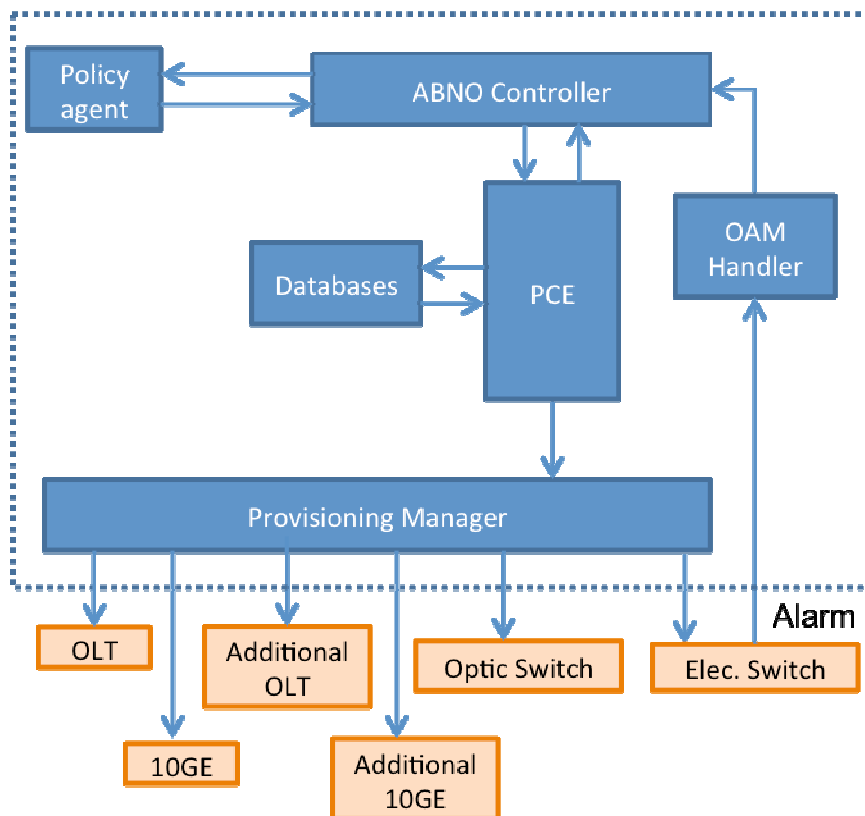 Policy
agent
ABNO Controller
OAM
Handler
Databases
PCE
Provisioning Manager
Alarm
OLT
Additional
OLT
Optic Switch
Elec. Switch
10GE
Additional
10GE